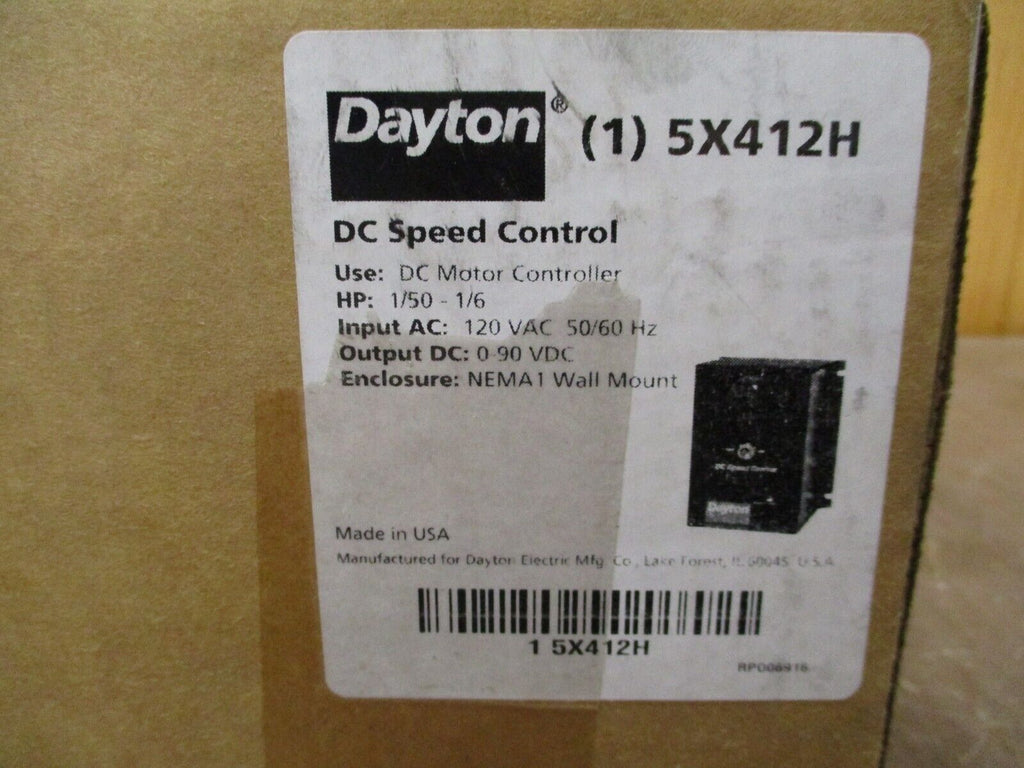 Dayton® (1) 5X412H
DC Speed Control
Use: DC Motor Controller
HP: 1/50 - 1/6
Input AC: 120 VAC 50/60 Hz
Output DC: 0-90 VDC
Enclosure: NEMA1 Wall Mount
DC Speed Control
Dayton
Made in USA
Manufactured for Dayton Electric Mfg. Co., Lake Forest, IL 60045 U.S.A.
1 5X412H
RP006916